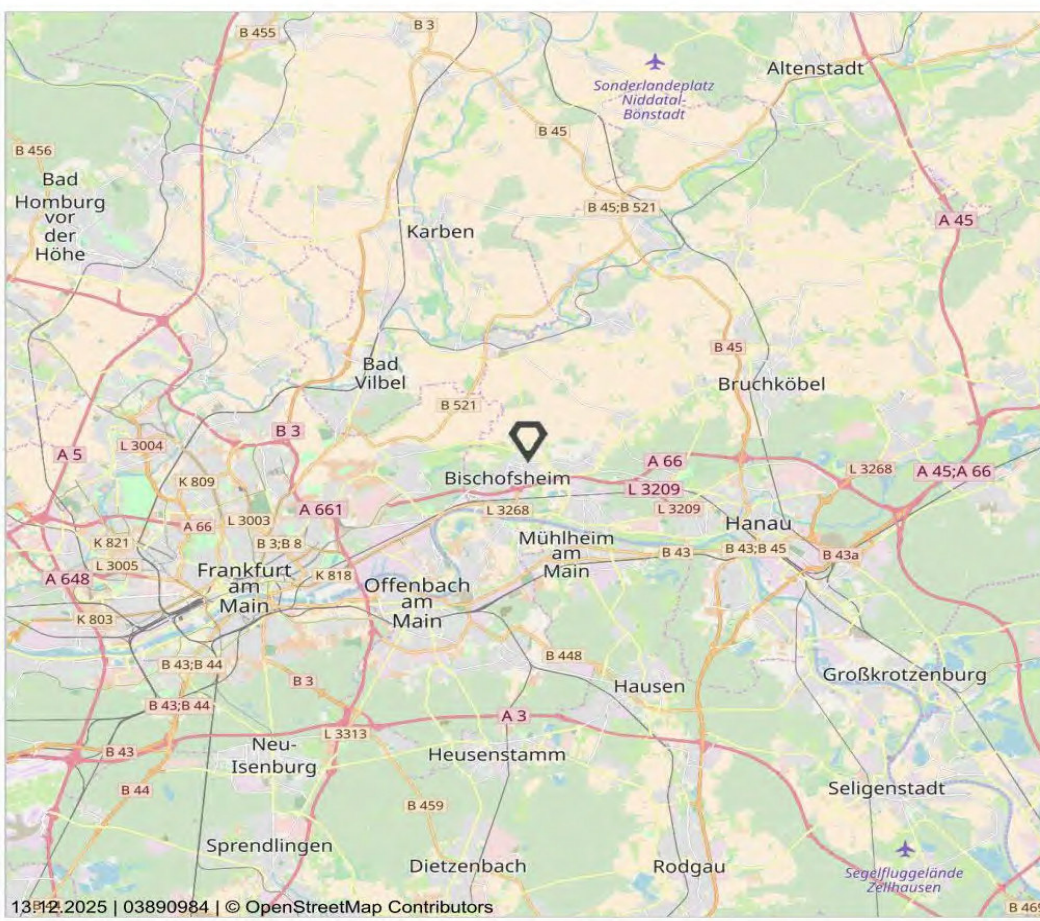 B 455
B 3
Altenstadt
Sonderlandeplatz
Niddatal-
Bönstadt
B 45
B 456
Bad
Homburg
vor
der
Höhe
B 45;B 521
A 45
Karben
B 45
Bad
Vilbel
Bruchköbel
B 521
B 3
L 3004
A 5
A 66
L 3268
A 45;A 66
Bischofsheim
K 809
L 3209
A 661
L 3268
L 3209
A 66
L 3003
Hanau
K 821
B 3;B 8
Mühlheim
am
Main
B 43
B 43;B 45
B 43a
L 3005
Frankfurt
am
Main
K 818
A 648
Offenbach
am
Main
K 803
B 43;B 44
B 448
Großkrotzenburg
B 3
Hausen
B 43;B 44
A 3
L 3313
B 43
Neu-
Isenburg
Heusenstamm
B 44
Seligenstadt
B 459
Sprendlingen
Dietzenbach
Rodgau
Segelfluggelände
Zellhausen
B 469
13.12.2025 | 03890984 | © OpenStreetMap Contributors